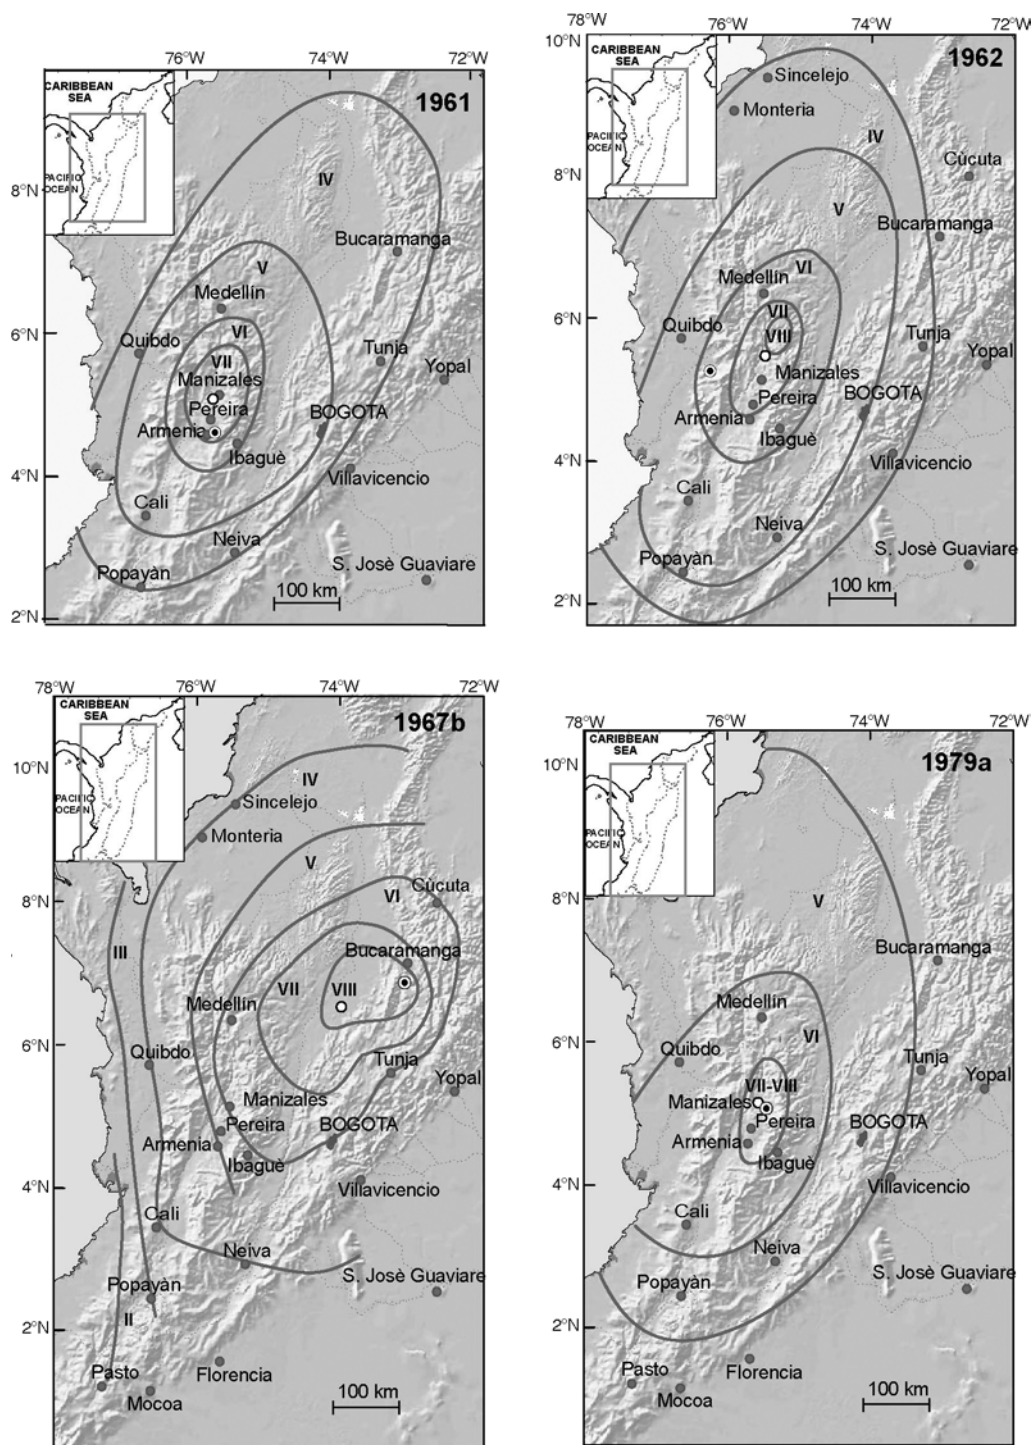 76°W
74°W
72°W
CARIBBEAN
SEA
PACIFIC
OCEAN
1961
8°N
6°N
4°N
2°N
IV
V
VI
VII
Bucaramanga
Medellín
Quibdo
Manizales
Pereira
Armenia
Ibaguè
BOGOTA
Tunja
Yopal
Villavicencio
Cali
Neiva
Popayàn
S. Josè Guaviare
100 km
78°W
76°W
74°W
72°W
10°N
CARIBBEAN
SEA
PACIFIC
OCEAN
1962
8°N
6°N
4°N
2°N
Sincelejo
Monteria
IV
Cùcuta
V
Bucaramanga
VI
Medellín
VII
Quibdo
VIII
Tunja
Yopal
Manizales
Pereira
BOGOTA
Armenia
Ibaguè
Villavicencio
Cali
Neiva
Popayàn
S. Josè Guaviare
100 km
78°W
76°W
74°W
72°W
CARIBBEAN
SEA
PACIFIC
OCEAN
1967b
10°N
8°N
6°N
4°N
2°N
IV
Sincelejo
Monteria
V
VI
Cùcuta
III
Bucaramanga
VII
VIII
Medellín
Quibdo
Tunja
Yopal
Manizales
Pereira
BOGOTA
Armenia
Ibaguè
Villavicencio
Cali
Neiva
S. Josè Guaviare
Popayàn
II
Pasto
Florencia
Mocoa
100 km
78°W
76°W
74°W
72°W
CARIBBEAN
SEA
PACIFIC
OCEAN
1979a
10°N
8°N
6°N
4°N
2°N
V
Bucaramanga
Medellín
VI
Quibdo
Tunja
Yopal
VII-VIII
Manizales
Pereira
BOGOTA
Armenia
Ibaguè
Villavicencio
Cali
Neiva
S. Josè Guaviare
Popayàn
Pasto
Florencia
Mocoa
100 km